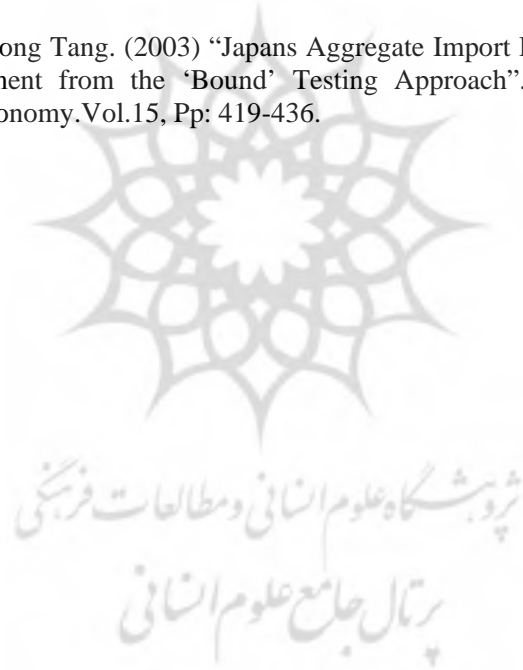 ong Tang. (2003) “Japans Aggregate Import
nent from the ‘Bound’ Testing Approach”.
onomy.Vol.15, Pp: 419-436.
پژوهشگاه علوم انسانی و مطالعات فرهنگی
پرتال جامع علوم انسانی